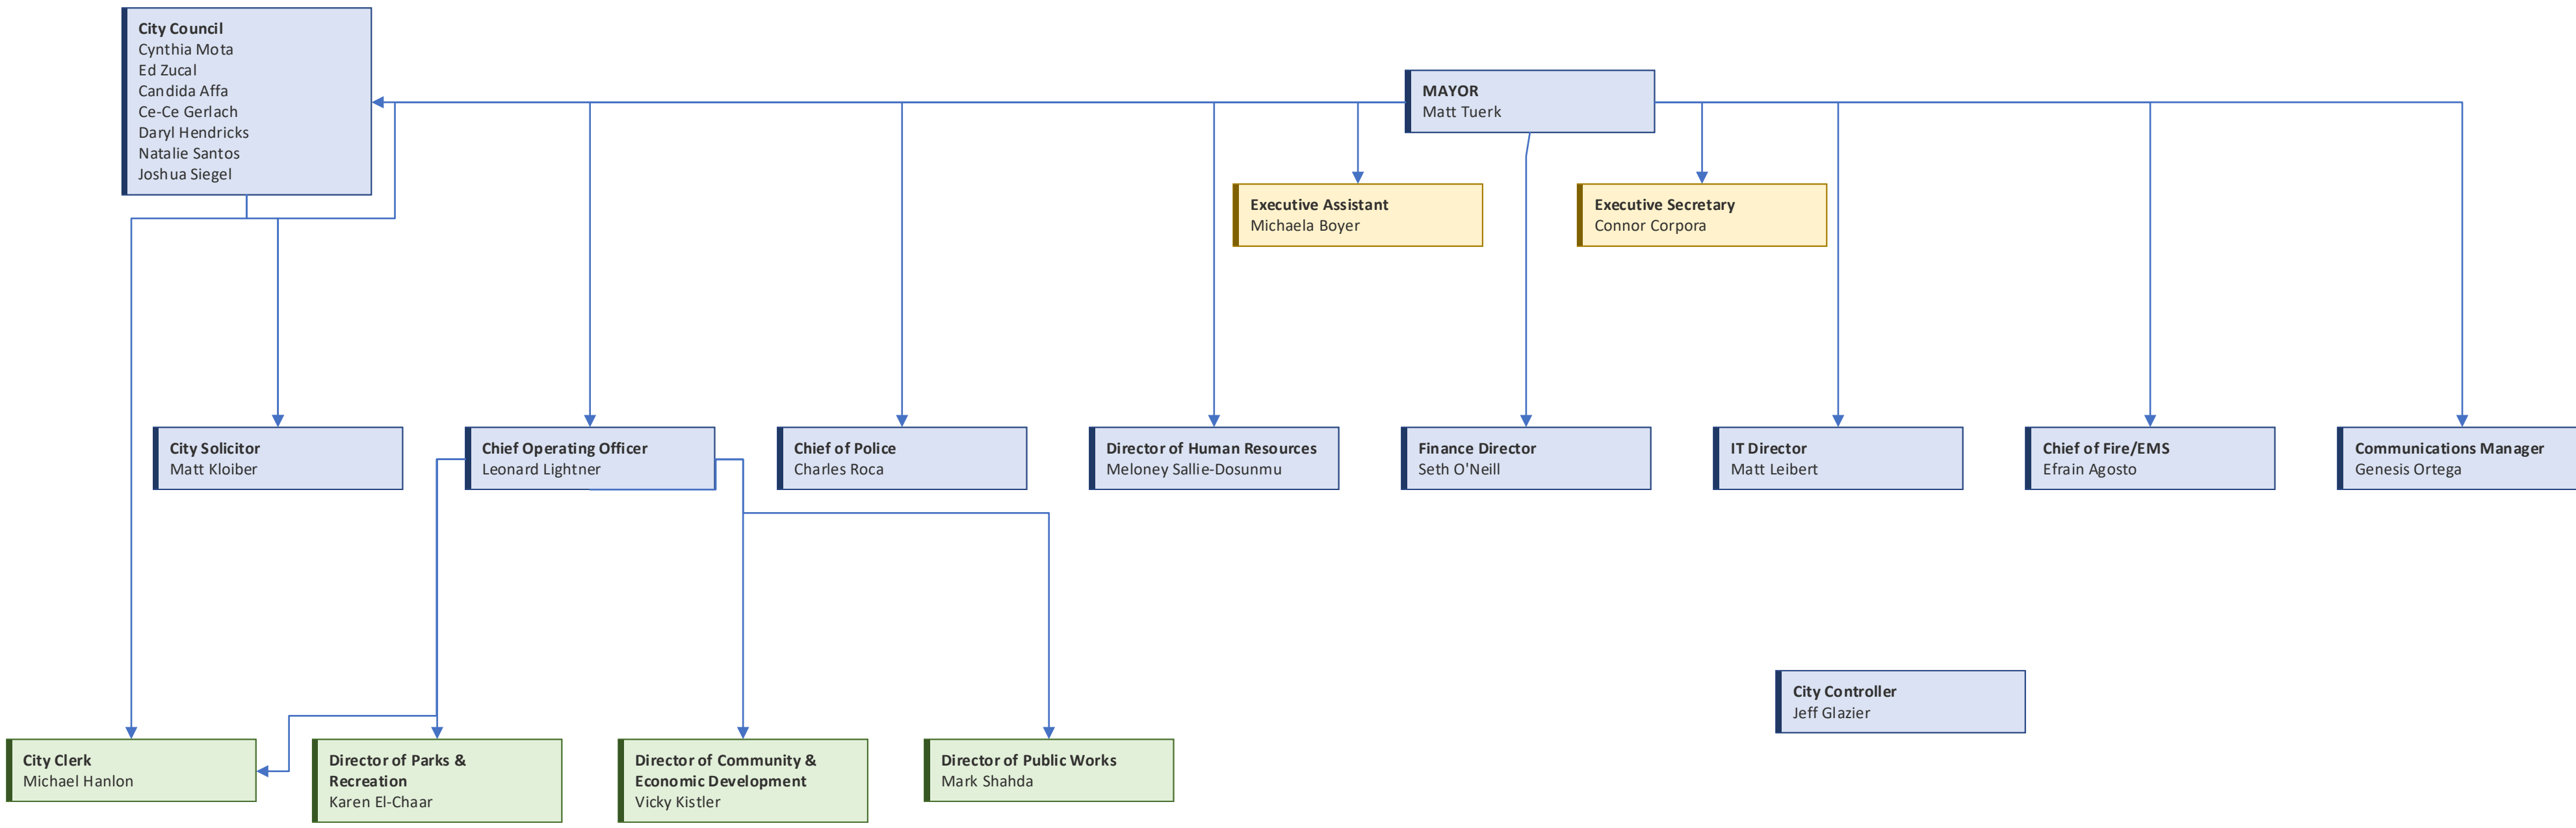 City Council
Cynthia Mota
Ed Zucal
Candida Affa
Ce-Ce Gerlach
Daryl Hendricks
Natalie Santos
Joshua Siegel
MAYOR
Matt Tuerk
Executive Assistant
Michaela Boyer
Executive Secretary
Connor Corpora
City Solicitor
Matt Kloiber
Chief Operating Officer
Leonard Lightner
Chief of Police
Charles Roca
Director of Human Resources
Meloney Sallie-Dosunmu
Finance Director
Seth O'Neill
IT Director
Matt Leibert
Chief of Fire/EMS
Efrain Agosto
Communications Manager
Genesis Ortega
City Controller
Jeff Glazier
City Clerk
Michael Hanlon
Director of Parks &
Recreation
Karen El-Chaar
Director of Community &
Economic Development
Vicky Kistler
Director of Public Works
Mark Shahda